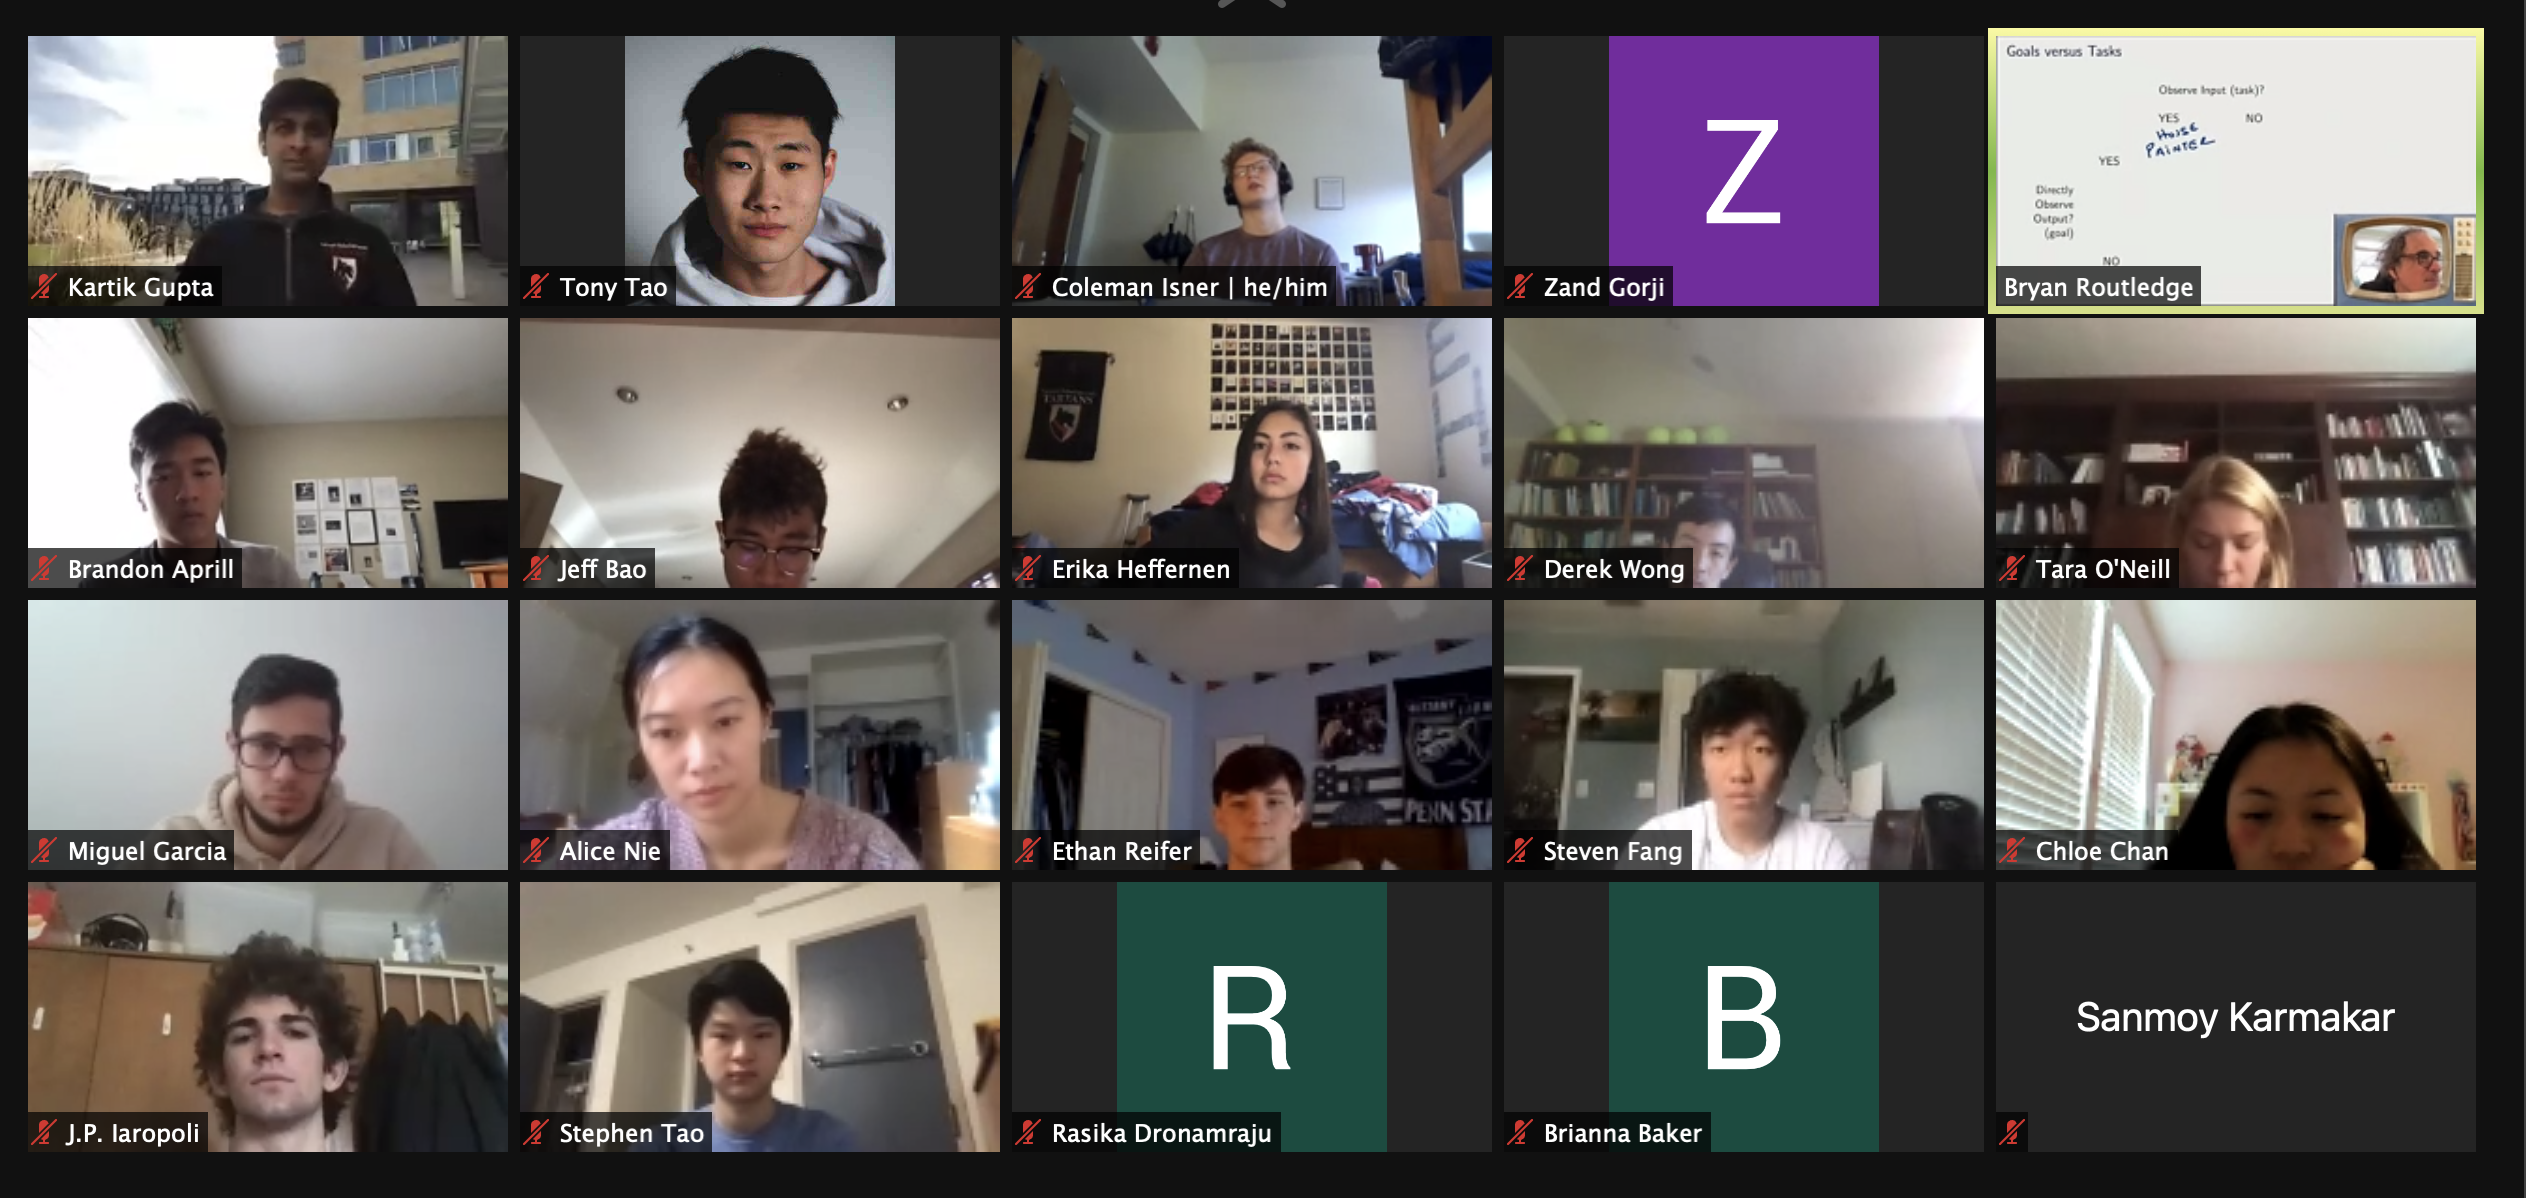 Kartik Gupta
Tony Tao
Coleman Isner | he/him
Z
Zand Gorji
Goals versus Tasks
Observe Input (task)?
YES
NO
HOUSE
PAINTER
YES
Directly
Observe
Output?
(goal)
NO
Bryan Routledge
Brandon Aprill
Jeff Bao
TARTANS
Erika Heffernen
Derek Wong
Tara O'Neill
Miguel Garcia
Alice Nie
PENN STA
Ethan Reifer
Steven Fang
Chloe Chan
J.P. Iaropoli
Stephen Tao
R
Rasika Dronamraju
B
Brianna Baker
Sanmoy Karmakar